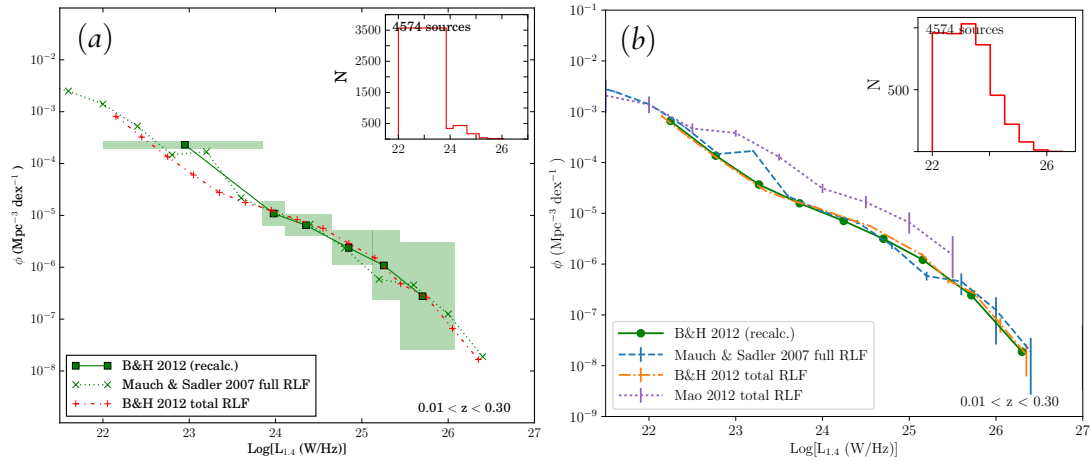 (a)
4574 sources
N
3500
2500
1500
500
22
24
26
10⁻²
10⁻³
10⁻⁴
10⁻⁵
10⁻⁶
10⁻⁷
10⁻⁸
ϕ (Mpc⁻³ dex⁻¹)
B&H 2012 (recalc.)
Mauch & Sadler 2007 full RLF
B&H 2012 total RLF
0.01 < z < 0.30
22
23
24
25
26
27
Log[L₁.₄ (W/Hz)]
(b)
4574 sources
N
500
22
24
26
10⁻¹
10⁻²
10⁻³
10⁻⁴
10⁻⁵
10⁻⁶
10⁻⁷
10⁻⁸
10⁻⁹
ϕ (Mpc⁻³ dex⁻¹)
B&H 2012 (recalc.)
Mauch & Sadler 2007 full RLF
B&H 2012 total RLF
Mao 2012 total RLF
0.01 < z < 0.30
22
23
24
25
26
27
Log[L₁.₄ (W/Hz)]